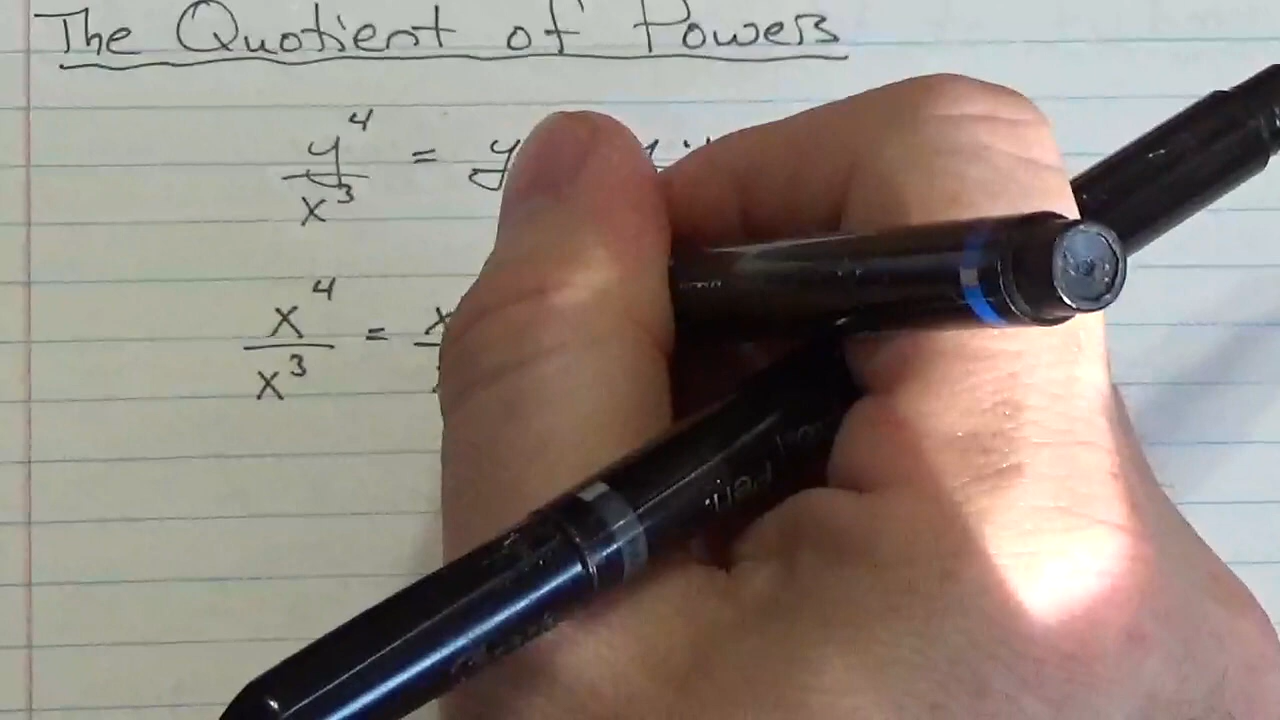 The Quotient of Powers
y⁴/x³ = y
x⁴/x³ = x